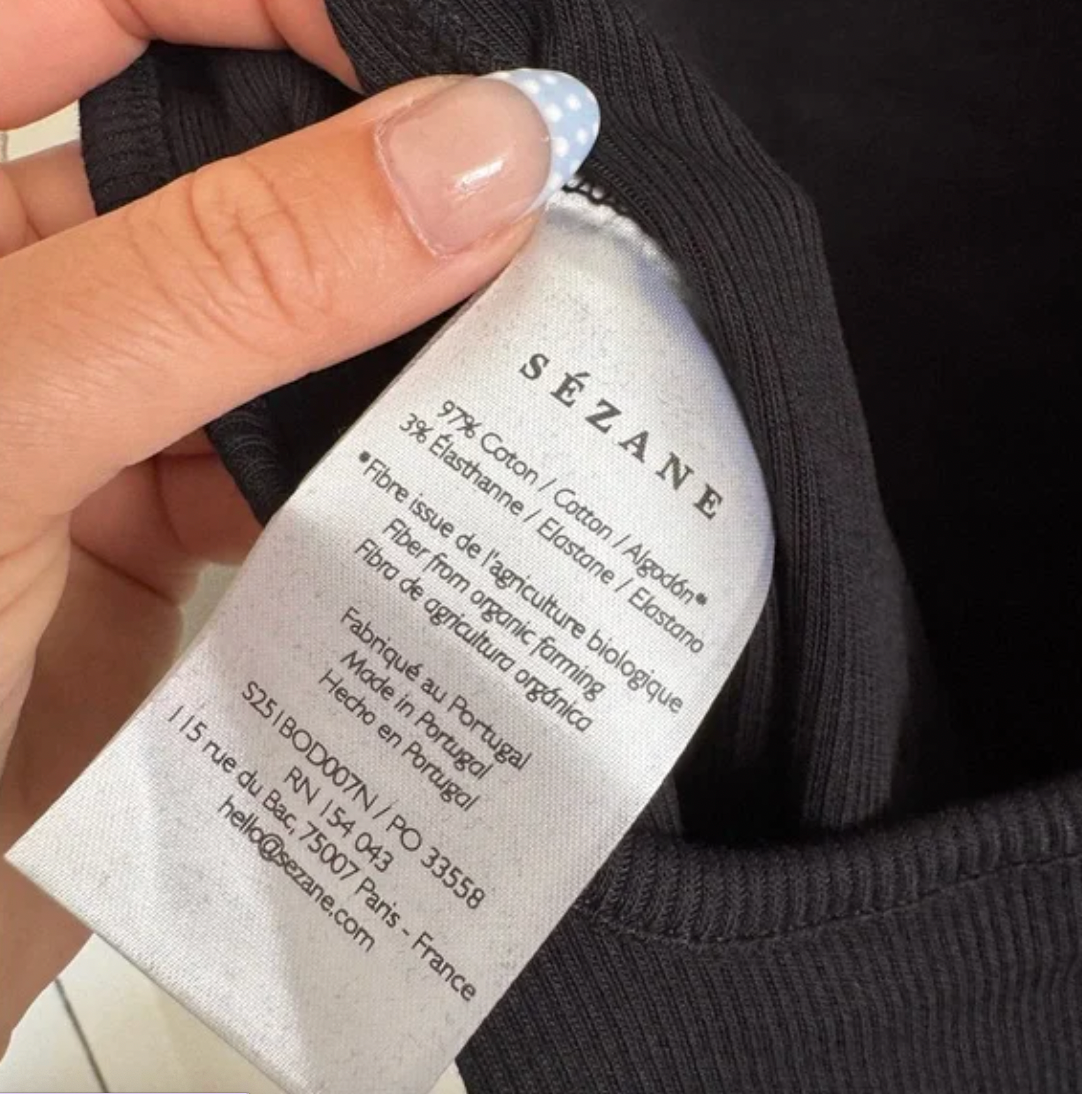 SÉZANE
97% Coton / Cotton / Algodón*
3% Élasthanne / Elastane / Elastano
*Fibre issue de l'agriculture biologique
Fiber from organic farming
Fibra de agricultura orgánica
Fabriqué au Portugal
Made in Portugal
Hecho en Portugal
S251BOD007N / PO 33558
RN 154 043
115 rue du Bac, 75007 Paris - France
hello@sezane.com